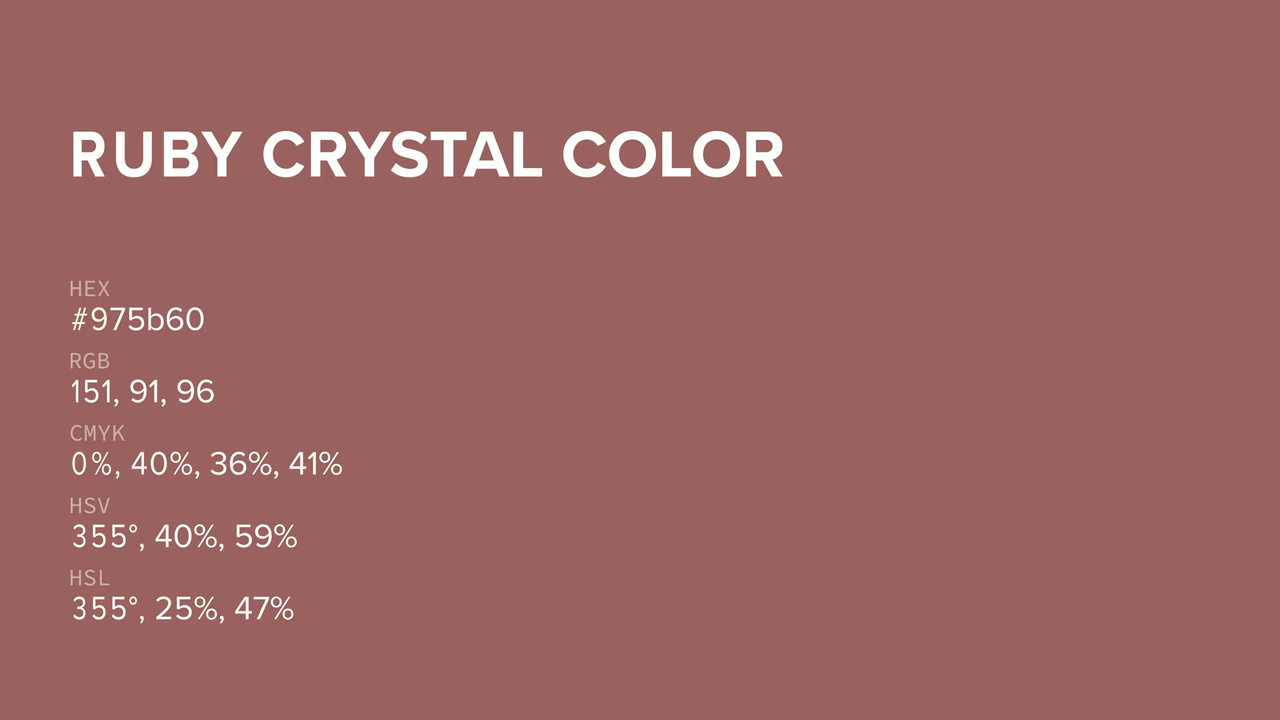 RUBY CRYSTAL COLOR
HEX
#975b60
RGB
151, 91, 96
CMYK
0%, 40%, 36%, 41%
HSV
355°, 40%, 59%
HSL
355°, 25%, 47%